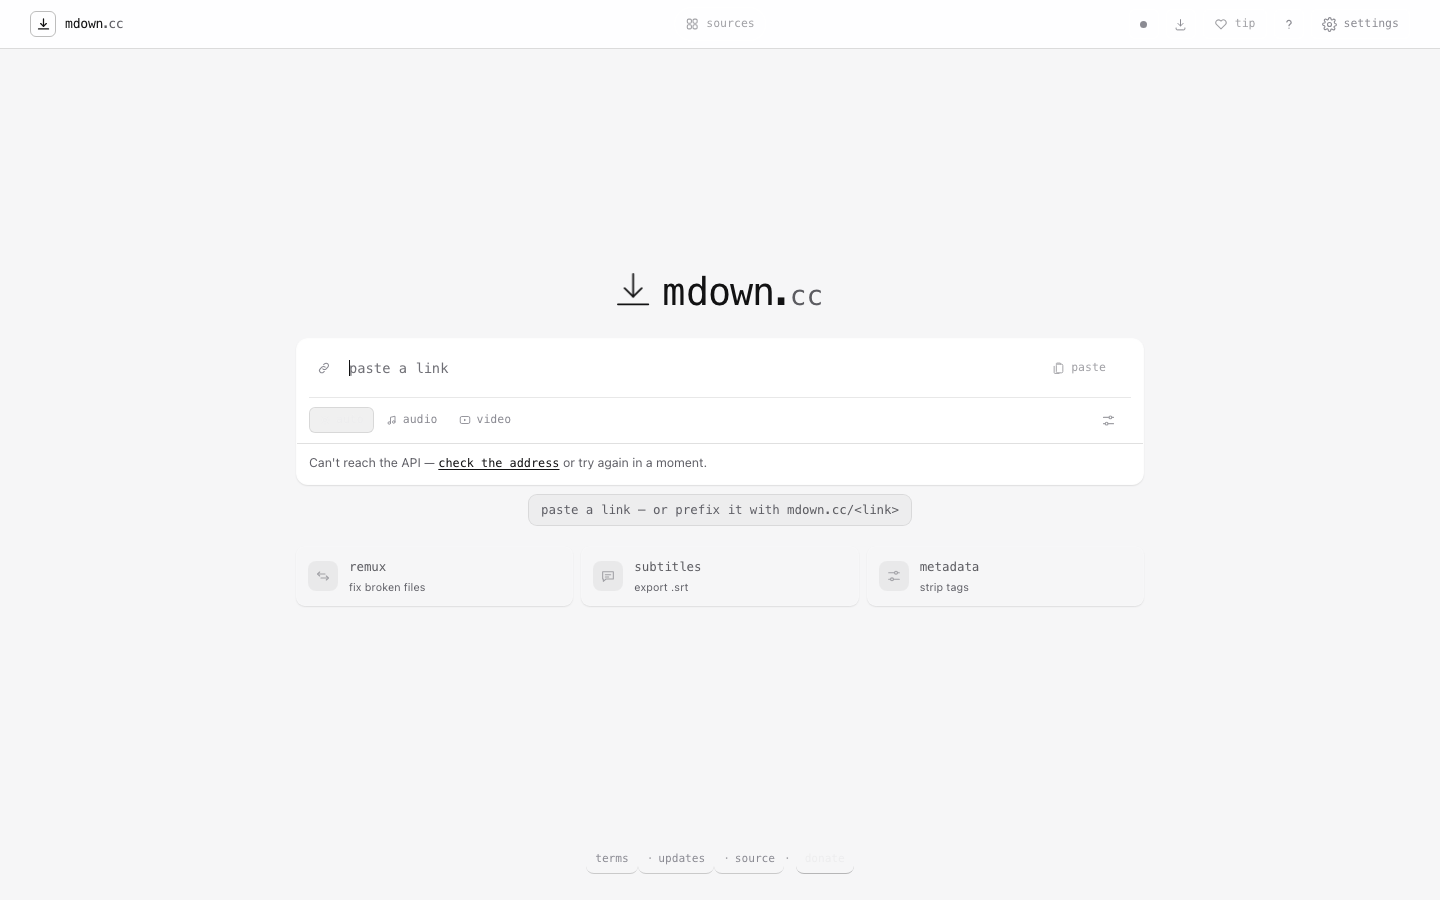 mdown.cc
sources
tip
?
settings
mdown.cc
paste a link
paste
audio
video
Can't reach the API — check the address or try again in a moment.
paste a link — or prefix it with mdown.cc/<link>
remux
fix broken files
subtitles
export .srt
metadata
strip tags
terms · updates · source · donate